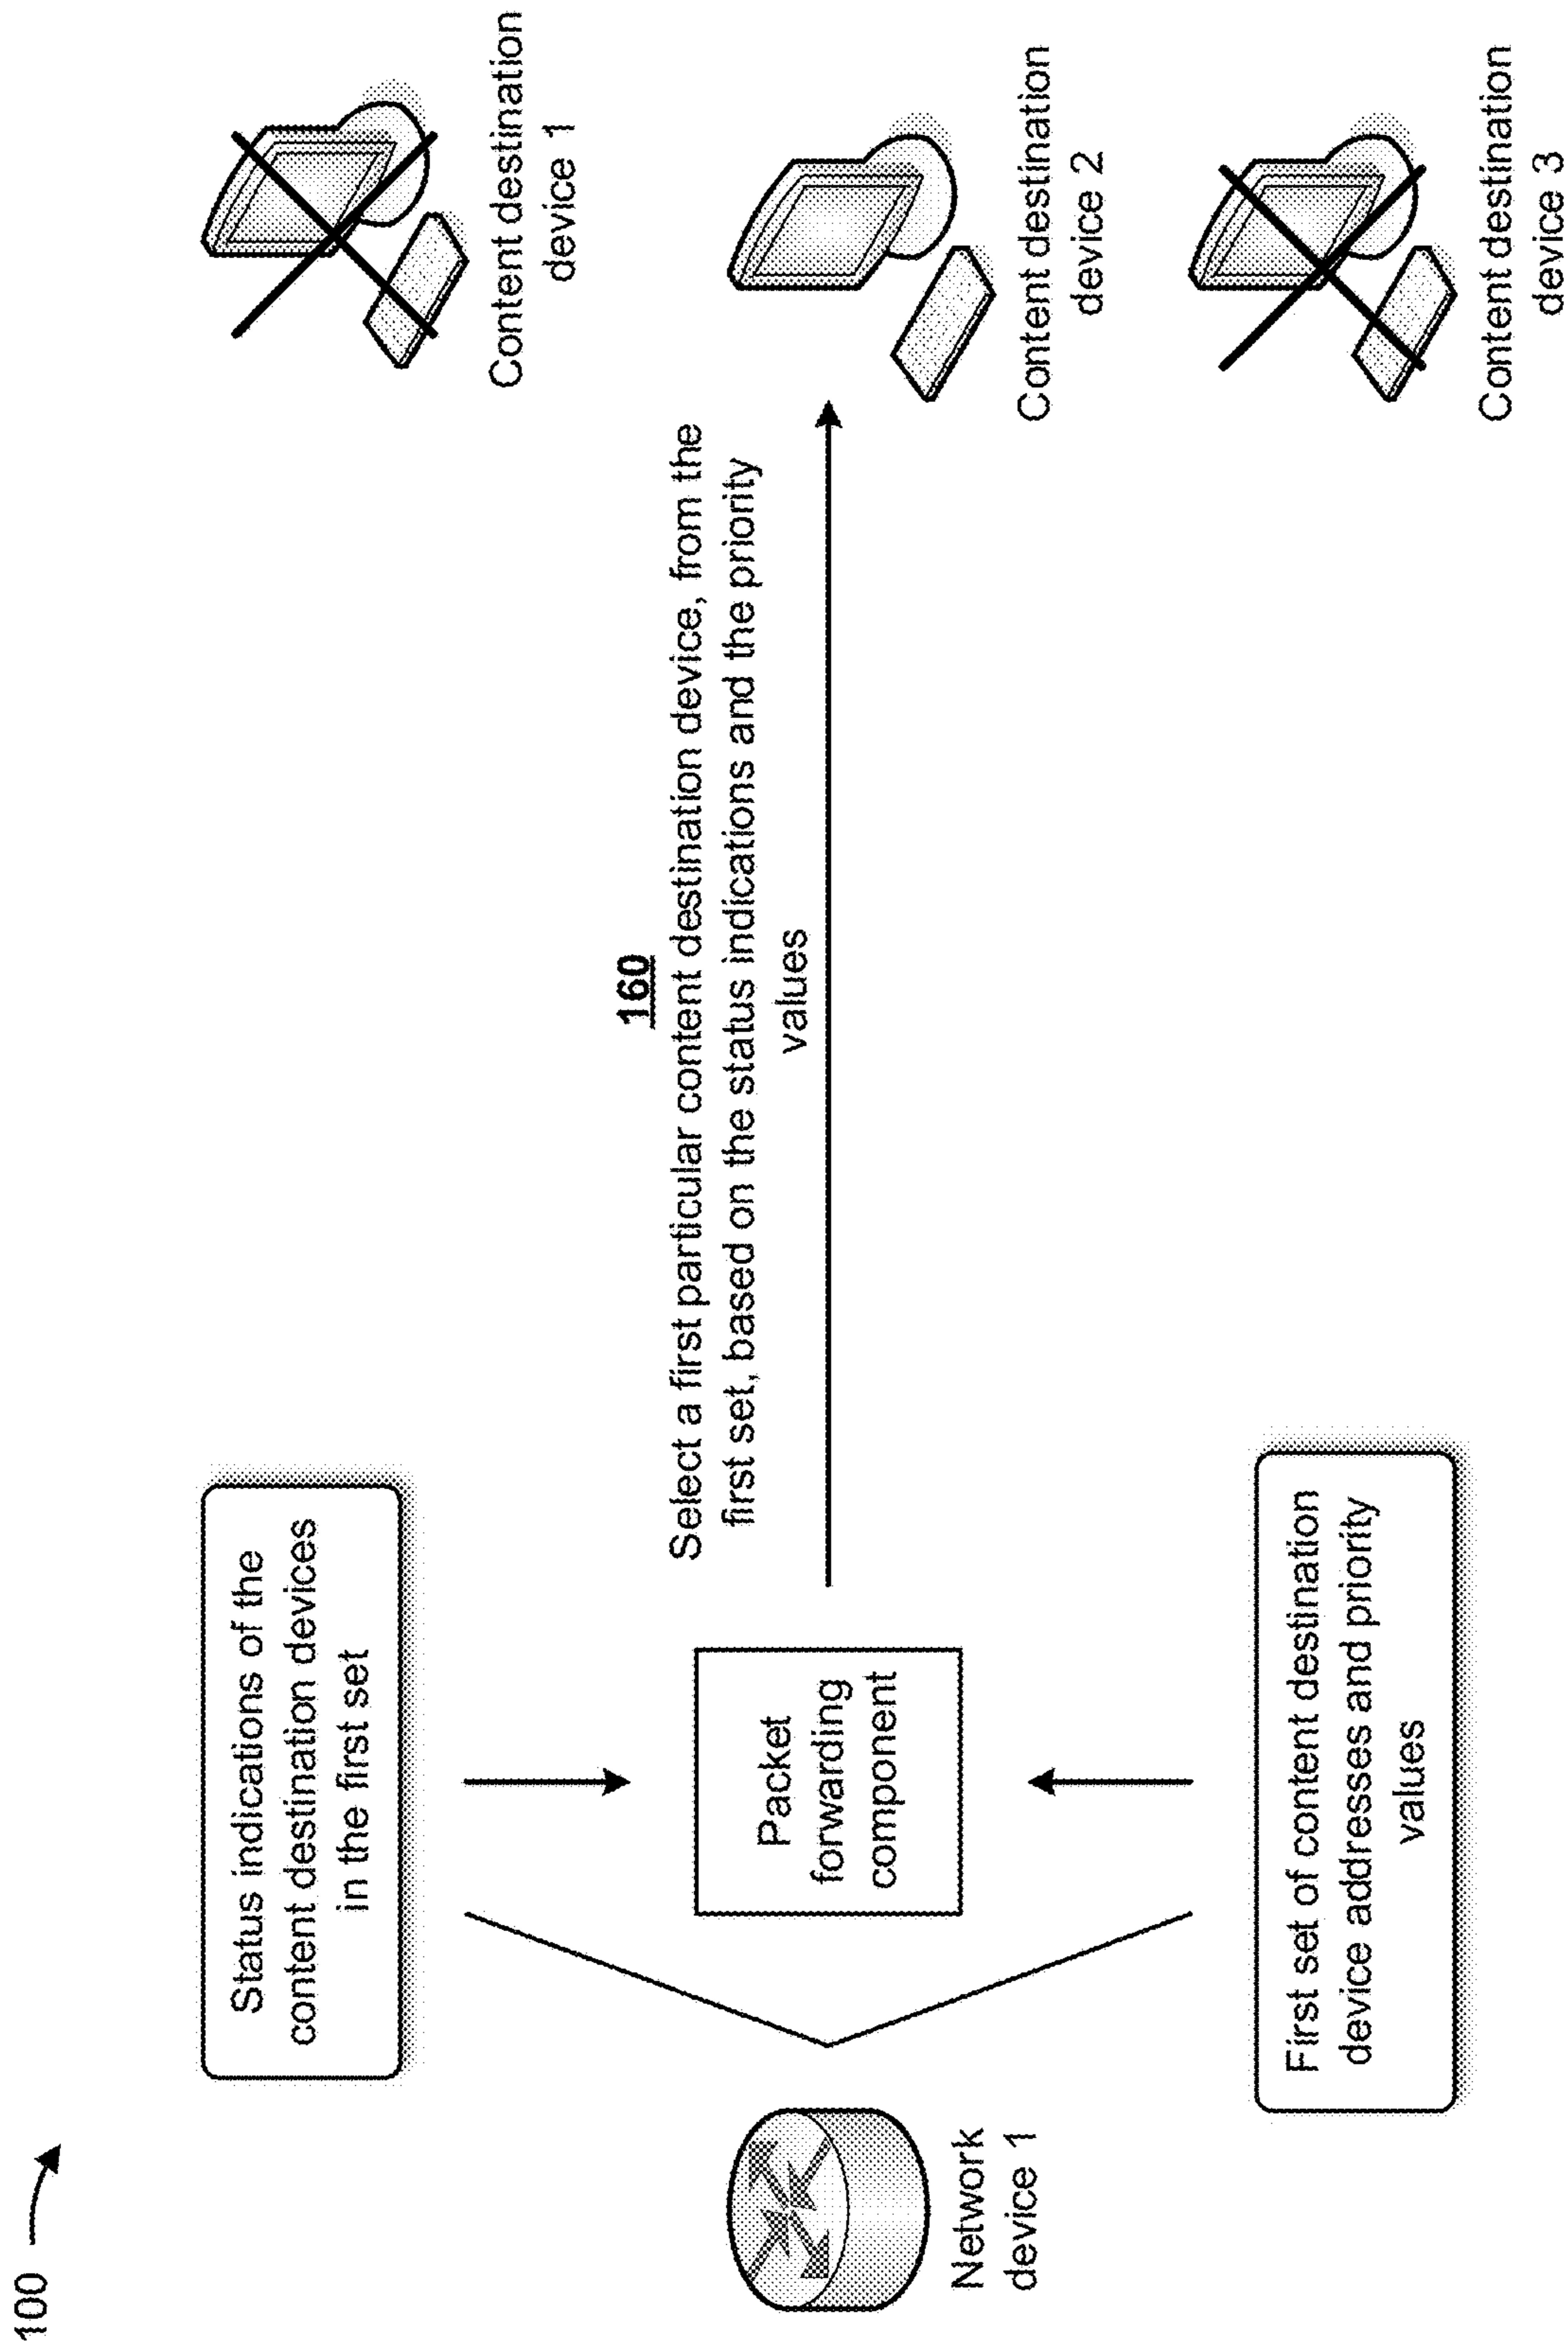 100
Status indications of the
content destination devices
in the first set
Network
device 1
Packet
forwarding
component
First set of content destination
device addresses and priority
values
160
Select a first particular content destination device, from the
first set, based on the status indications and the priority
values
Content destination
device 1
Content destination
device 2
Content destination
device 3